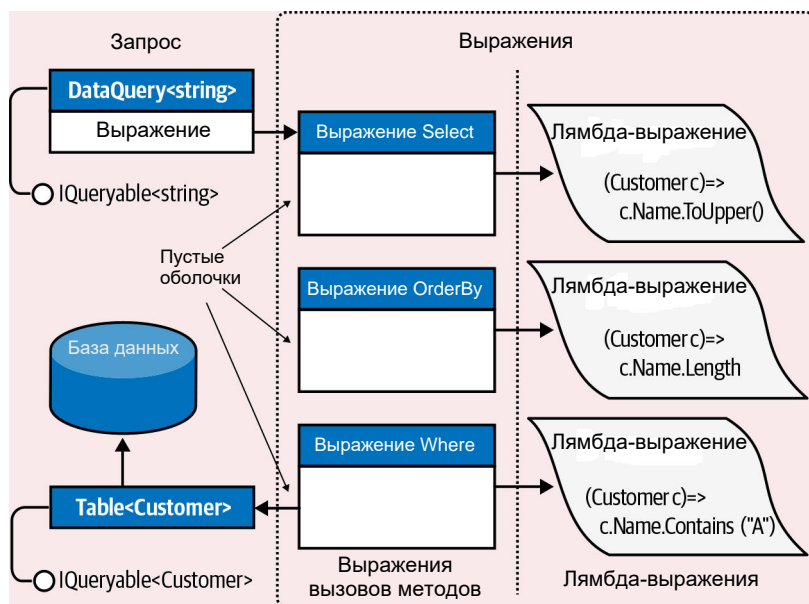 Запрос
Выражения
DataQuery<string>
Выражение
IQueryable<string>
Выражение Select
Лямбда-выражение
(Customer c)=>
c.Name.ToUpper()
Пустые
оболочки
Выражение OrderBy
Лямбда-выражение
(Customer c)=>
c.Name.Length
База данных
Выражение Where
Лямбда-выражение
(Customer c)=>
c.Name.Contains ("A")
Table<Customer>
IQueryable<Customer>
Выражения
вызовов методов
Лямбда-выражения